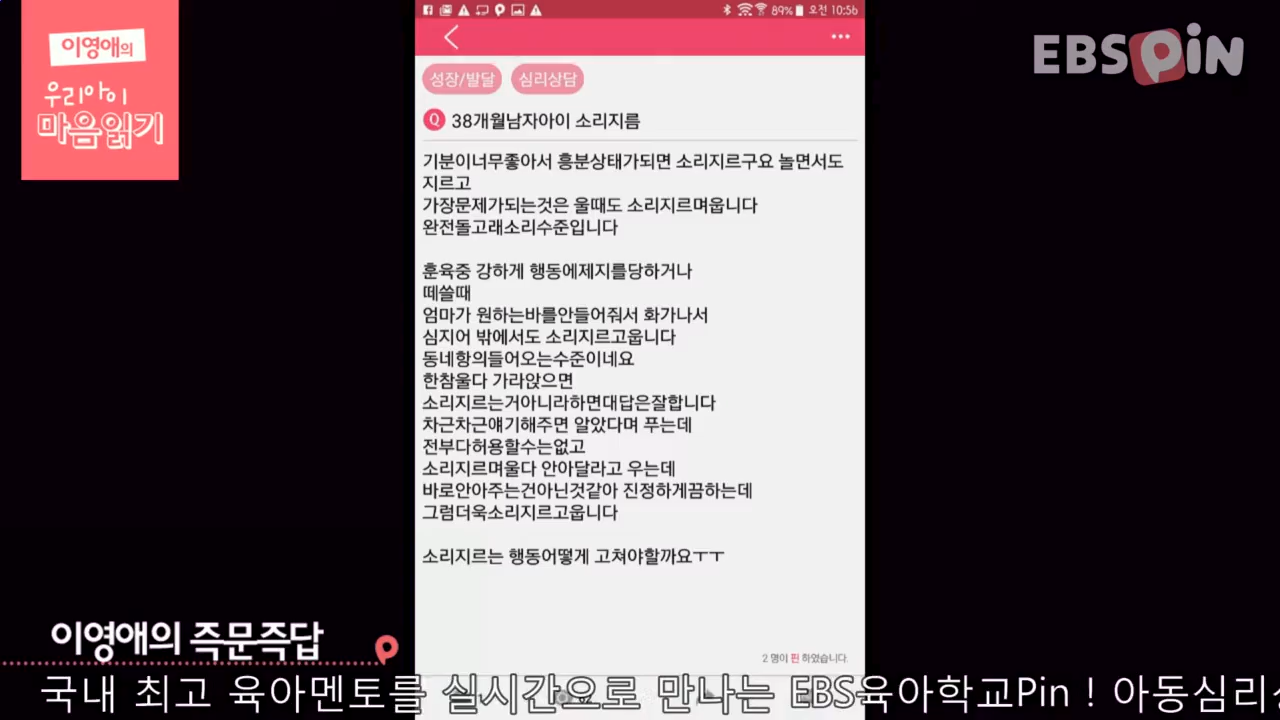 이영애의
우리아이
마음읽기
EBS Pin
89% 오전 10:56
성장/발달 심리상담
Q 38개월남자아이 소리지름
기분이너무좋아서 흥분상태가되면 소리지르구요 놀면서도
지르고
가장문제가되는것은 울때도 소리지르며웁니다
완전돌고래소리수준입니다
훈육중 강하게 행동에제지를당하거나
떼쓸때
엄마가 원하는바를안들어줘서 화가나서
심지어 밖에서도 소리지르고웁니다
동네항의들어오는수준이네요
한참울다 가라앉으면
소리지르는거아니라하면대답은잘합니다
차근차근얘기해주면 알았다며 푸는데
전부다허용할수는없고
소리지르며울다 안아달라고 우는데
바로안아주는건아닌것같아 진정하게끔하는데
그럼더욱소리지르고웁니다
소리지르는 행동어떻게 고쳐야할까요ㅜㅜ
2 명이 핀 하였습니다.
이영애의 즉문즉답
국내 최고 육아멘토를 실시간으로 만나는 EBS육아학교Pin ! 아동심리